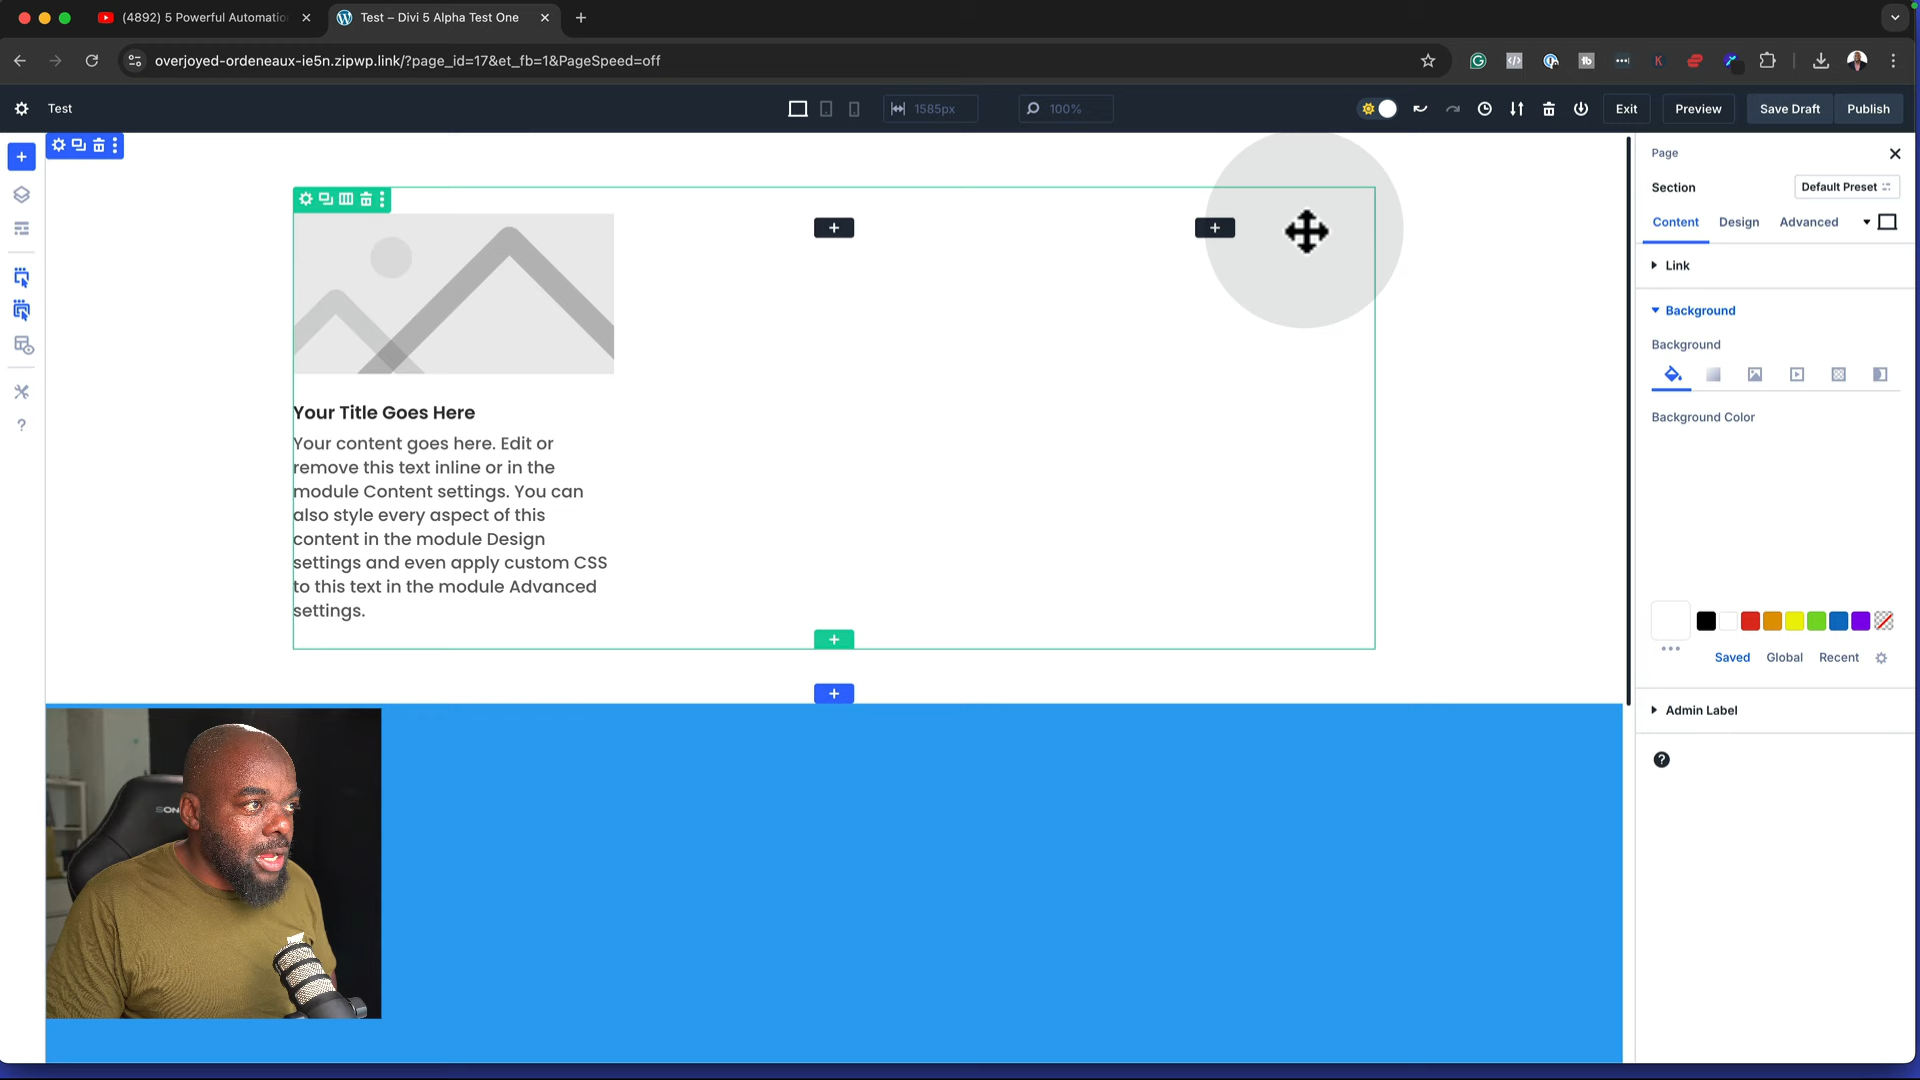 (4892) 5 Powerful Automatio
Test – Divi 5 Alpha Test One
overjoyed-ordeneaux-ie5n.zipwp.link/?page_id=17&et_fb=1&PageSpeed=off
Test
1585px
100%
Exit
Preview
Save Draft
Publish
Page
Section
Default Preset
Content
Design
Advanced
Link
Background
Background
Background Color
Saved
Global
Recent
Admin Label
Your Title Goes Here
Your content goes here. Edit or
remove this text inline or in the
module Content settings. You can
also style every aspect of this
content in the module Design
settings and even apply custom CSS
to this text in the module Advanced
settings.